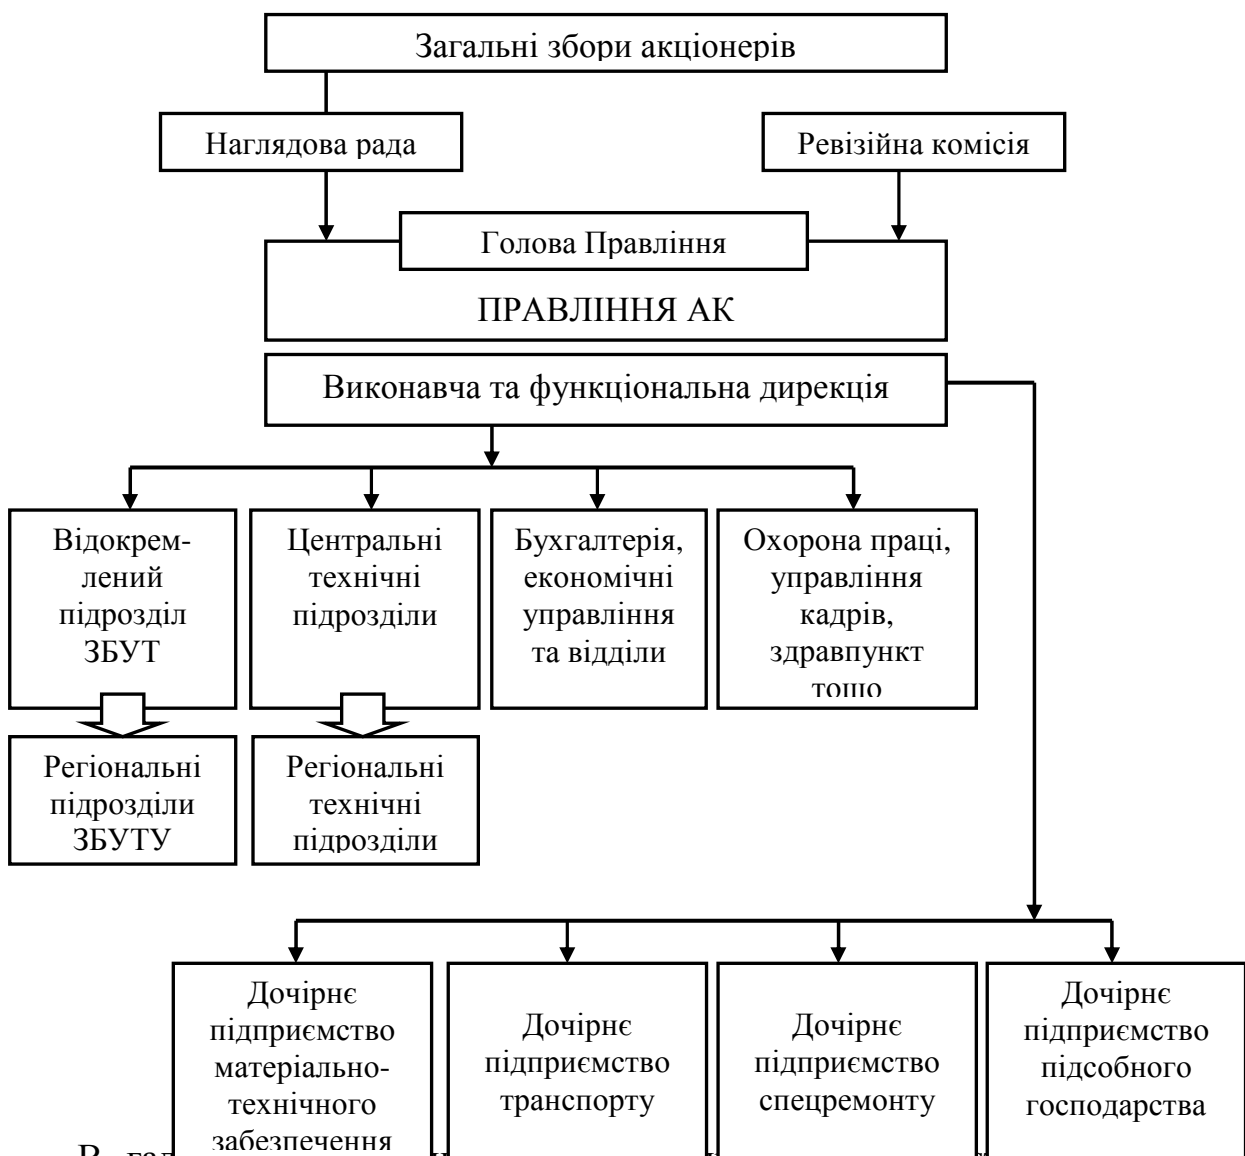 Загальні збори акціонерів
Наглядова рада
Ревізійна комісія
Голова Правління
ПРАВЛІННЯ АК
Виконавча та функціональна дирекція
Відокрем-
лений
підрозділ
ЗБУТ
Центральні
технічні
підрозділи
Бухгалтерія,
економічні
управління
та відділи
Охорона праці,
управління
кадрів,
здравпункт
тощо
Регіональні
підрозділи
ЗБУТУ
Регіональні
технічні
підрозділи
Дочірнє
підприємство
матеріально-
технічного
забезпечення
Дочірнє
підприємство
транспорту
Дочірнє
підприємство
спецремонту
Дочірнє
підприємство
підсобного
господарства
В